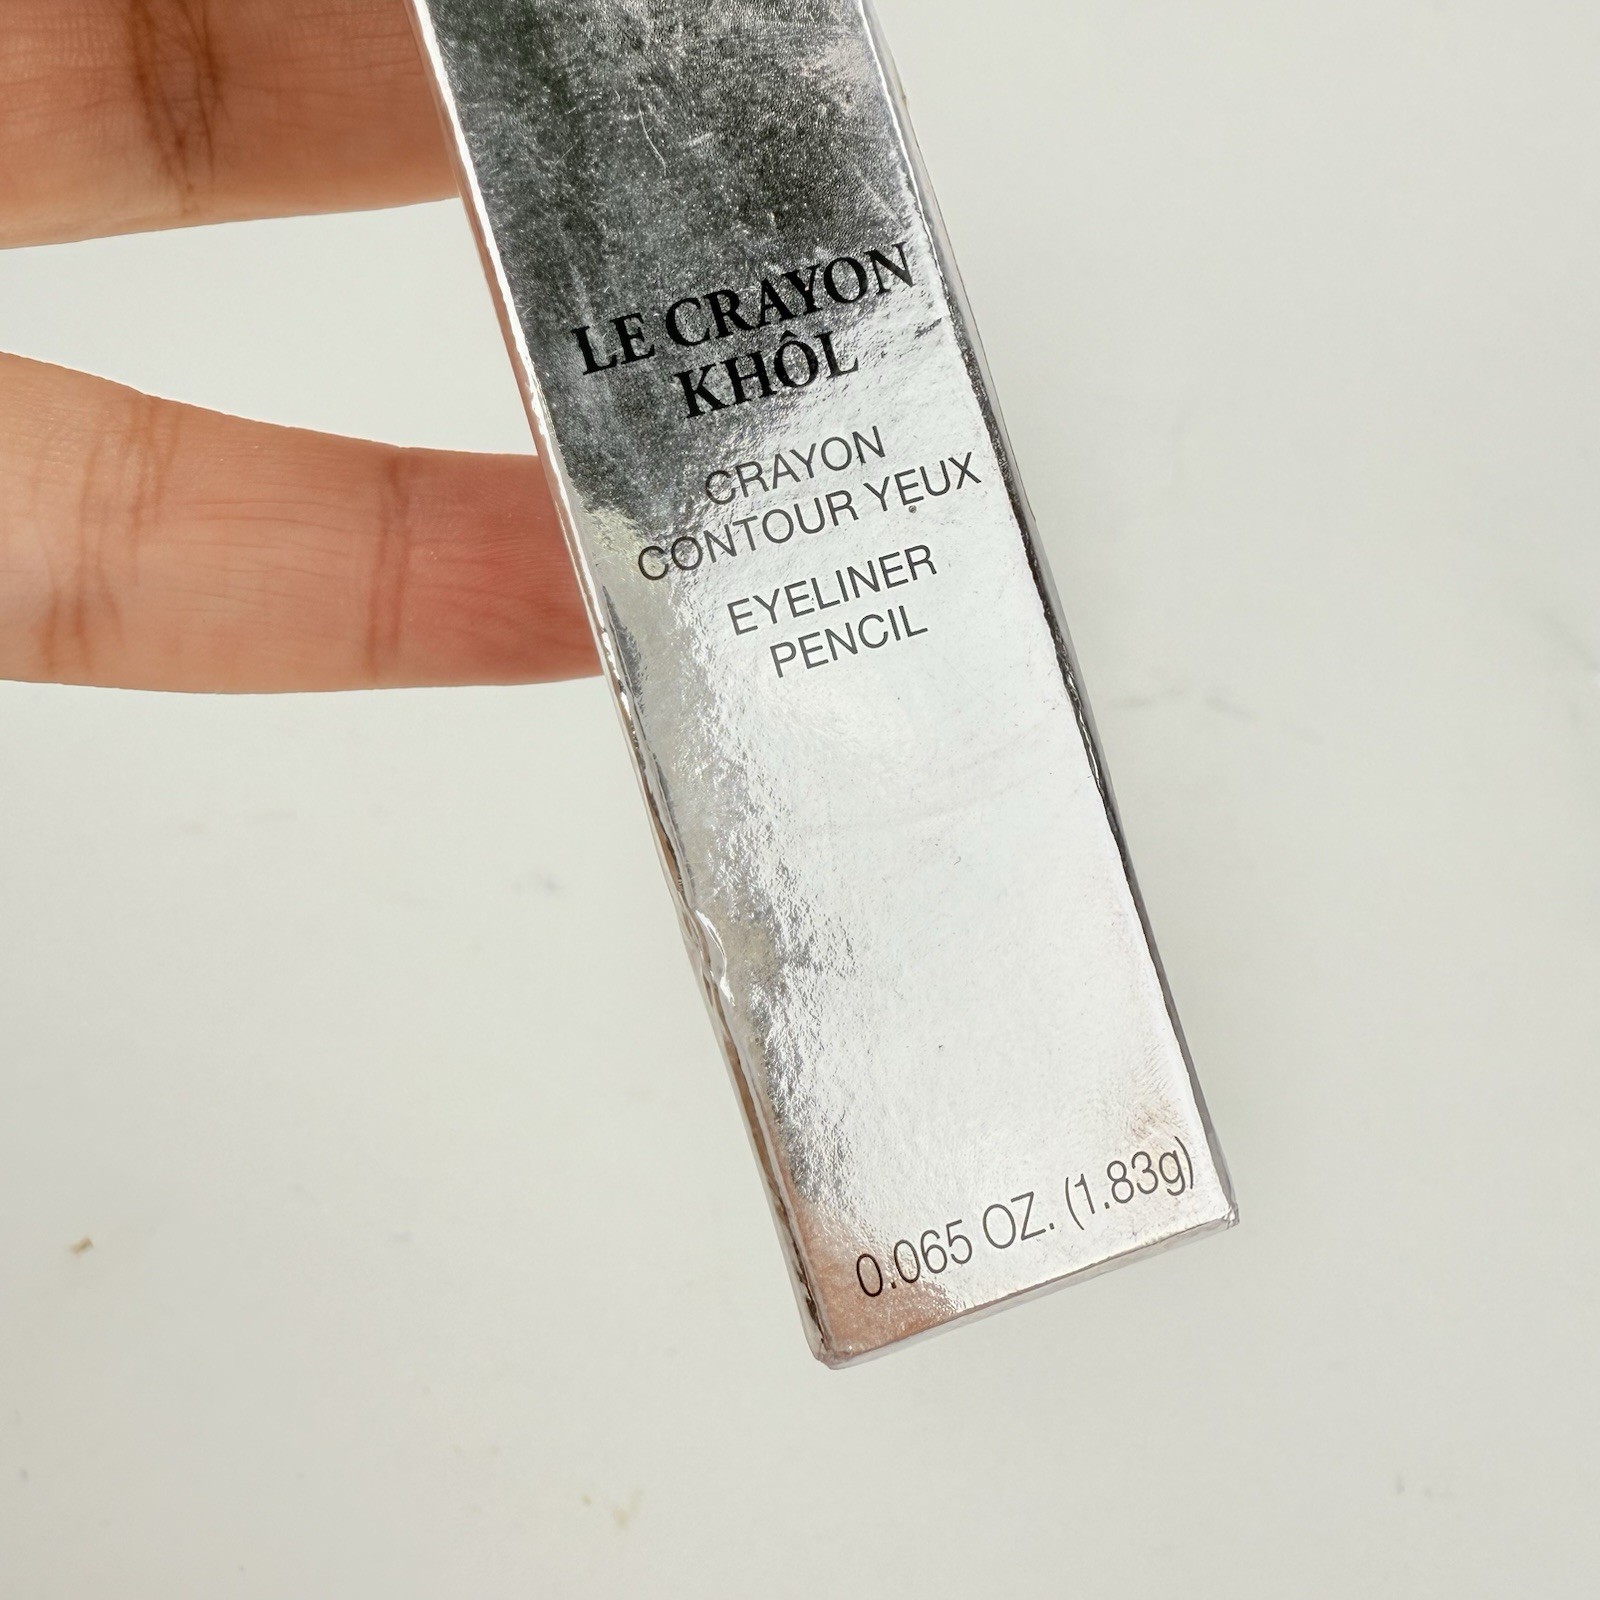 LE CRAYON
KHÔL
CRAYON
CONTOUR YEUX
EYELINER
PENCIL
0.065 OZ. (1.83g)